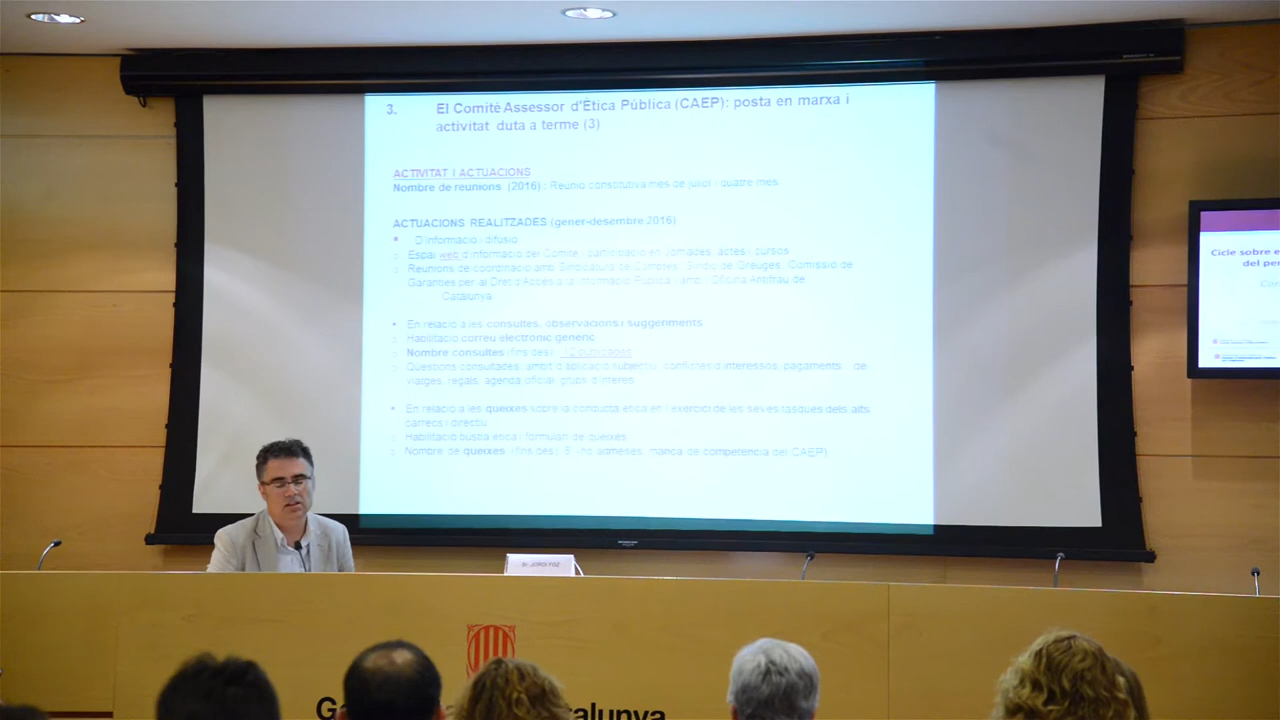 3. El Comitè Assessor d'Ètica Pública (CAEP): posta en marxa i
activitat duta a terme (3)
ACTIVITAT I ACTUACIONS
Nombre de reunions (2016): Reunió constitutiva mes de juliol i quatre més
ACTUACIONS REALITZADES (gener-desembre 2016)
D'informació i difusió
Espai web d'informació del Comitè i participació en Jornades, actes i cursos
Reunions de coordinació amb Sindicatura de Comptes, Síndic de Greuges, Comissió de
Garanties per al Dret d'Accés a la Informació Pública i amb l'Oficina Antifrau de
Catalunya
En relació a les consultes, observacions i suggeriments
Habilitació correu electrònic genèric
Nombre consultes (fins des): 12 publicades
Qüestions consultades: àmbit d'aplicació subjectiu, conflictes d'interessos, pagaments de
viatges, regals, agenda oficial, grups d'interès
En relació a les queixes sobre la conducta ètica en l'exercici de les seves tasques dels alts
càrrecs i directiu
Habilitació bústia ètica i formulari de queixes
Nombre de queixes (fins des): 8 admeses, manca de competència del CAEP)
Cicle sobre e
del pe
Dr. JORDI FOZ
G
talunya